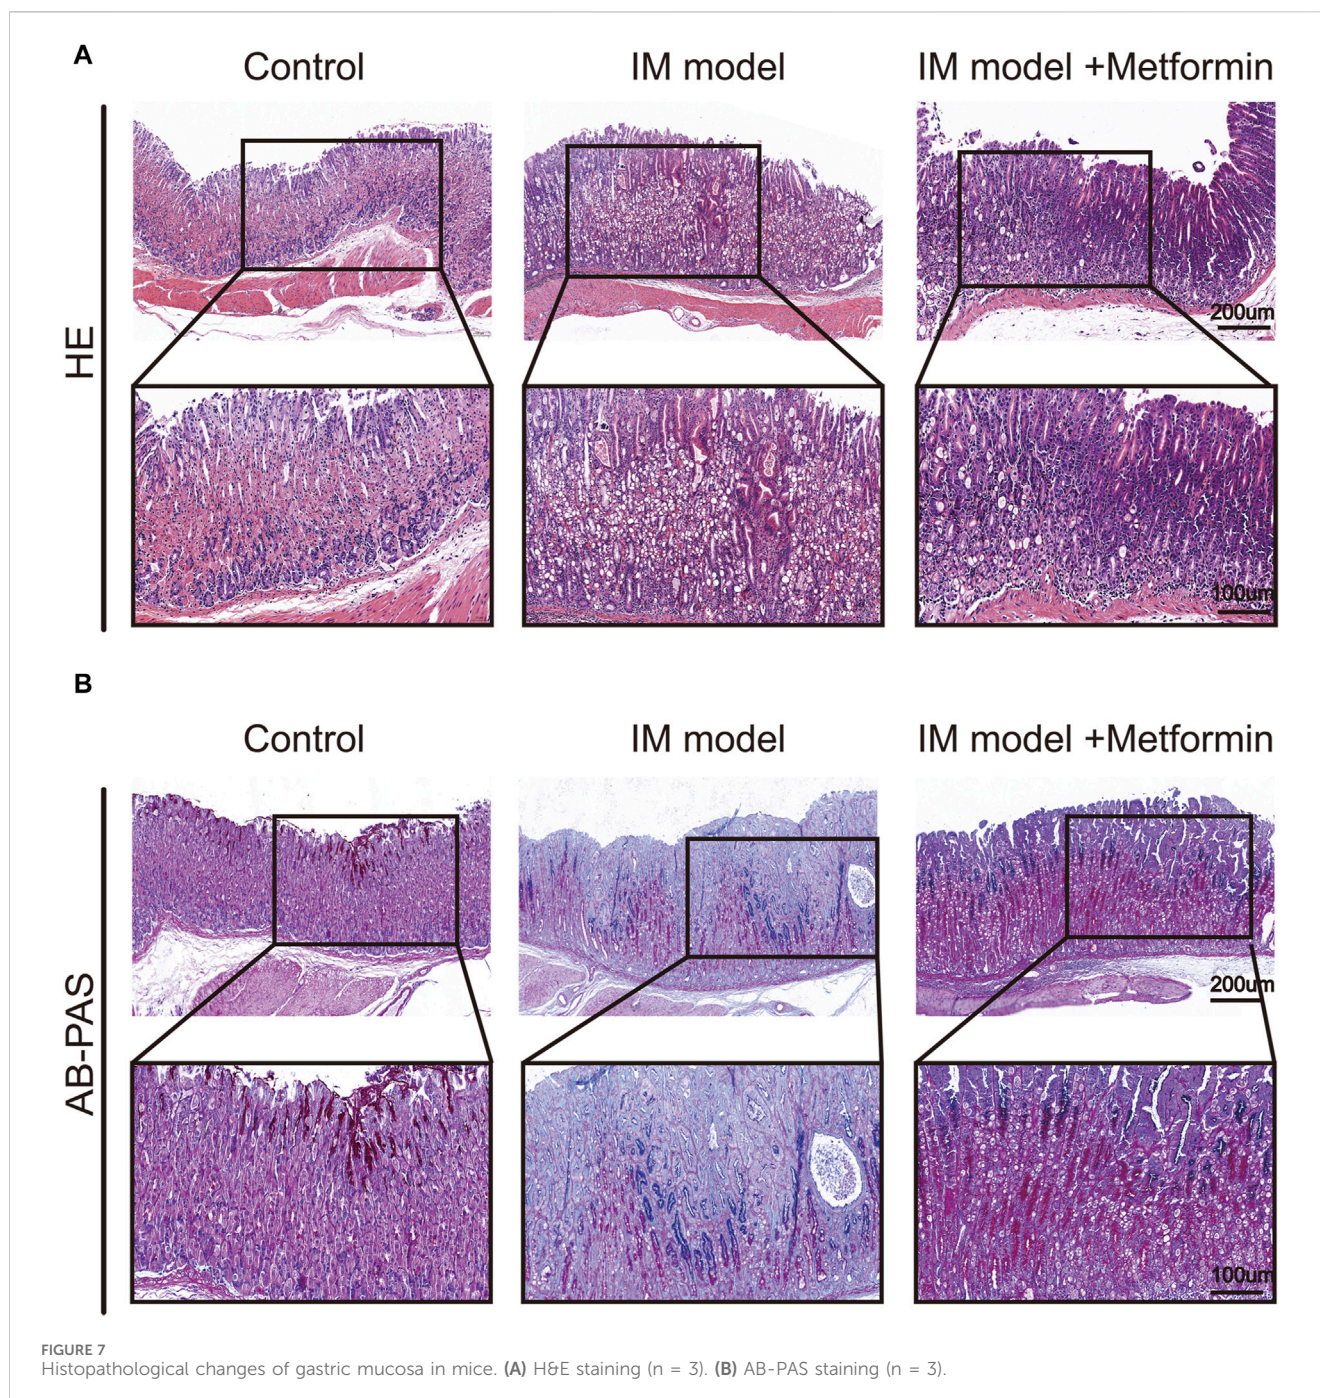 A
Control
IM model
IM model +Metformin
HE
200um
100um
B
Control
IM model
IM model +Metformin
AB-PAS
200um
100um
FIGURE 7
Histopathological changes of gastric mucosa in mice. (A) H&E staining (n = 3). (B) AB-PAS staining (n = 3).